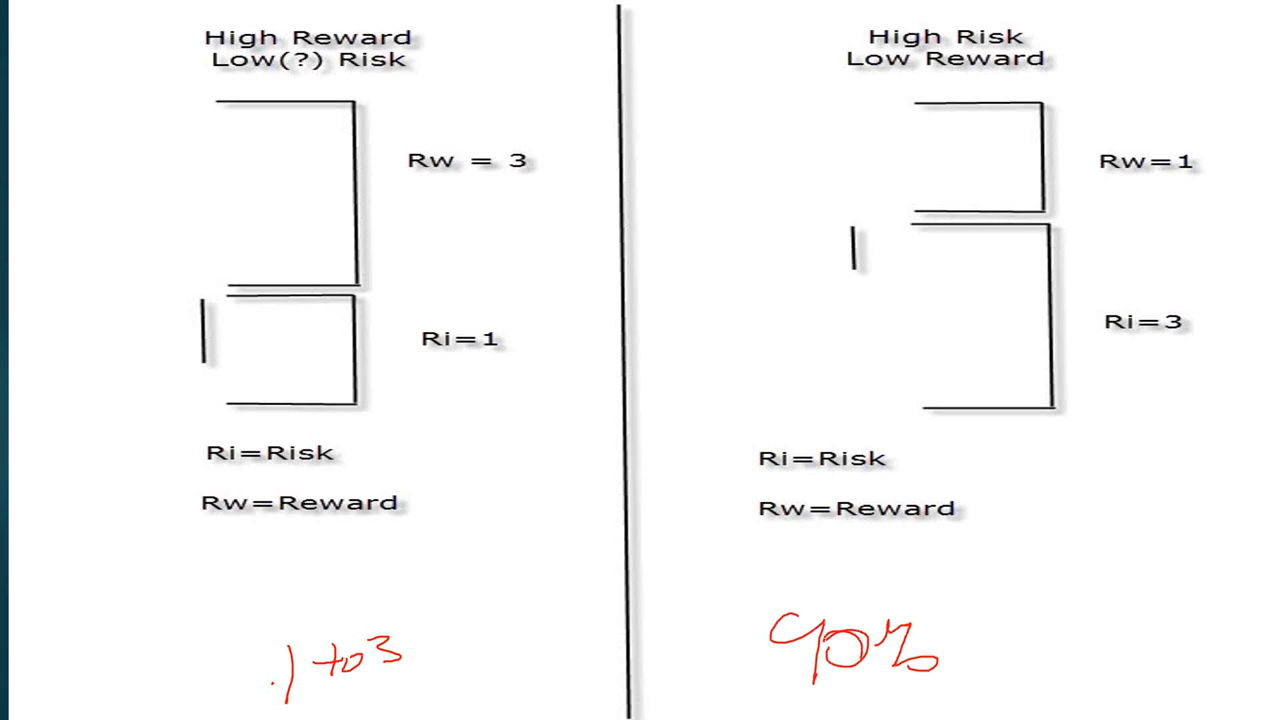 High Reward
Low(?) Risk
Rw = 3
Ri=1
Ri=Risk
Rw=Reward
1 to 3
High Risk
Low Reward
Rw=1
Ri=3
Ri=Risk
Rw=Reward
90%